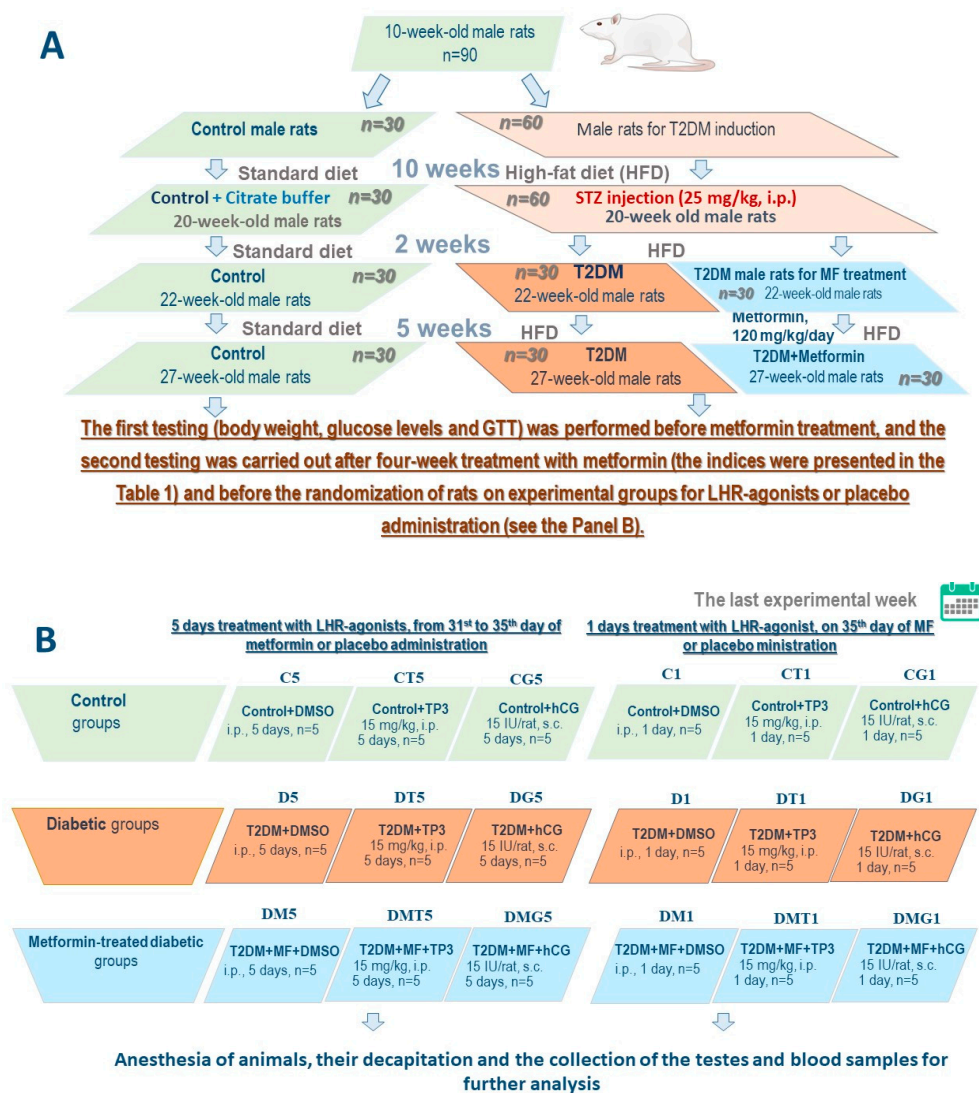 A
10-week-old male rats
n=90
Control male rats n=30
n=60 Male rats for T2DM induction
Standard diet 10 weeks High-fat diet (HFD)
Control + Citrate buffer n=30
20-week-old male rats
n=60 STZ injection (25 mg/kg, i.p.)
20-week old male rats
Standard diet 2 weeks HFD
Control n=30
22-week-old male rats
n=30 T2DM
22-week-old male rats
T2DM male rats for MF treatment
n=30 22-week-old male rats
Standard diet 5 weeks HFD
Metformin,
120 mg/kg/day HFD
Control n=30
27-week-old male rats
n=30 T2DM
27-week-old male rats
T2DM+Metformin
27-week-old male rats n=30
The first testing (body weight, glucose levels and GTT) was performed before metformin treatment, and the
second testing was carried out after four-week treatment with metformin (the indices were presented in the
Table 1) and before the randomization of rats on experimental groups for LHR-agonists or placebo
administration (see the Panel B).
The last experimental week
B
5 days treatment with LHR-agonists, from 31st to 35th day of
metformin or placebo administration
1 days treatment with LHR-agonist, on 35th day of MF
or placebo ministration
Control
groups
C5
Control+DMSO
i.p., 5 days, n=5
CT5
Control+TP3
15 mg/kg, i.p.
5 days, n=5
CG5
Control+hCG
15 IU/rat, s.c.
5 days, n=5
C1
Control+DMSO
i.p., 1 day, n=5
CT1
Control+TP3
15 mg/kg, i.p.
1 day, n=5
CG1
Control+hCG
15 IU/rat, s.c.
1 day, n=5
Diabetic groups
D5
T2DM+DMSO
i.p., 5 days, n=5
DT5
T2DM+TP3
15 mg/kg, i.p.
5 days, n=5
DG5
T2DM+hCG
15 IU/rat, s.c.
5 days, n=5
D1
T2DM+DMSO
i.p., 1 day, n=5
DT1
T2DM+TP3
15 mg/kg, i.p.
1 day, n=5
DG1
T2DM+hCG
15 IU/rat, s.c.
1 day, n=5
Metformin-treated diabetic
groups
DM5
T2DM+MF+DMSO
i.p., 5 days, n=5
DMT5
T2DM+MF+TP3
15 mg/kg, i.p.
5 days, n=5
DMG5
T2DM+MF+hCG
15 IU/rat, s.c.
5 days, n=5
DM1
T2DM+MF+DMSO
i.p., 1 day, n=5
DMT1
T2DM+MF+TP3
15 mg/kg, i.p.
1 day, n=5
DMG1
T2DM+MF+hCG
15 IU/rat, s.c.
1 day, n=5
Anesthesia of animals, their decapitation and the collection of the testes and blood samples for
further analysis